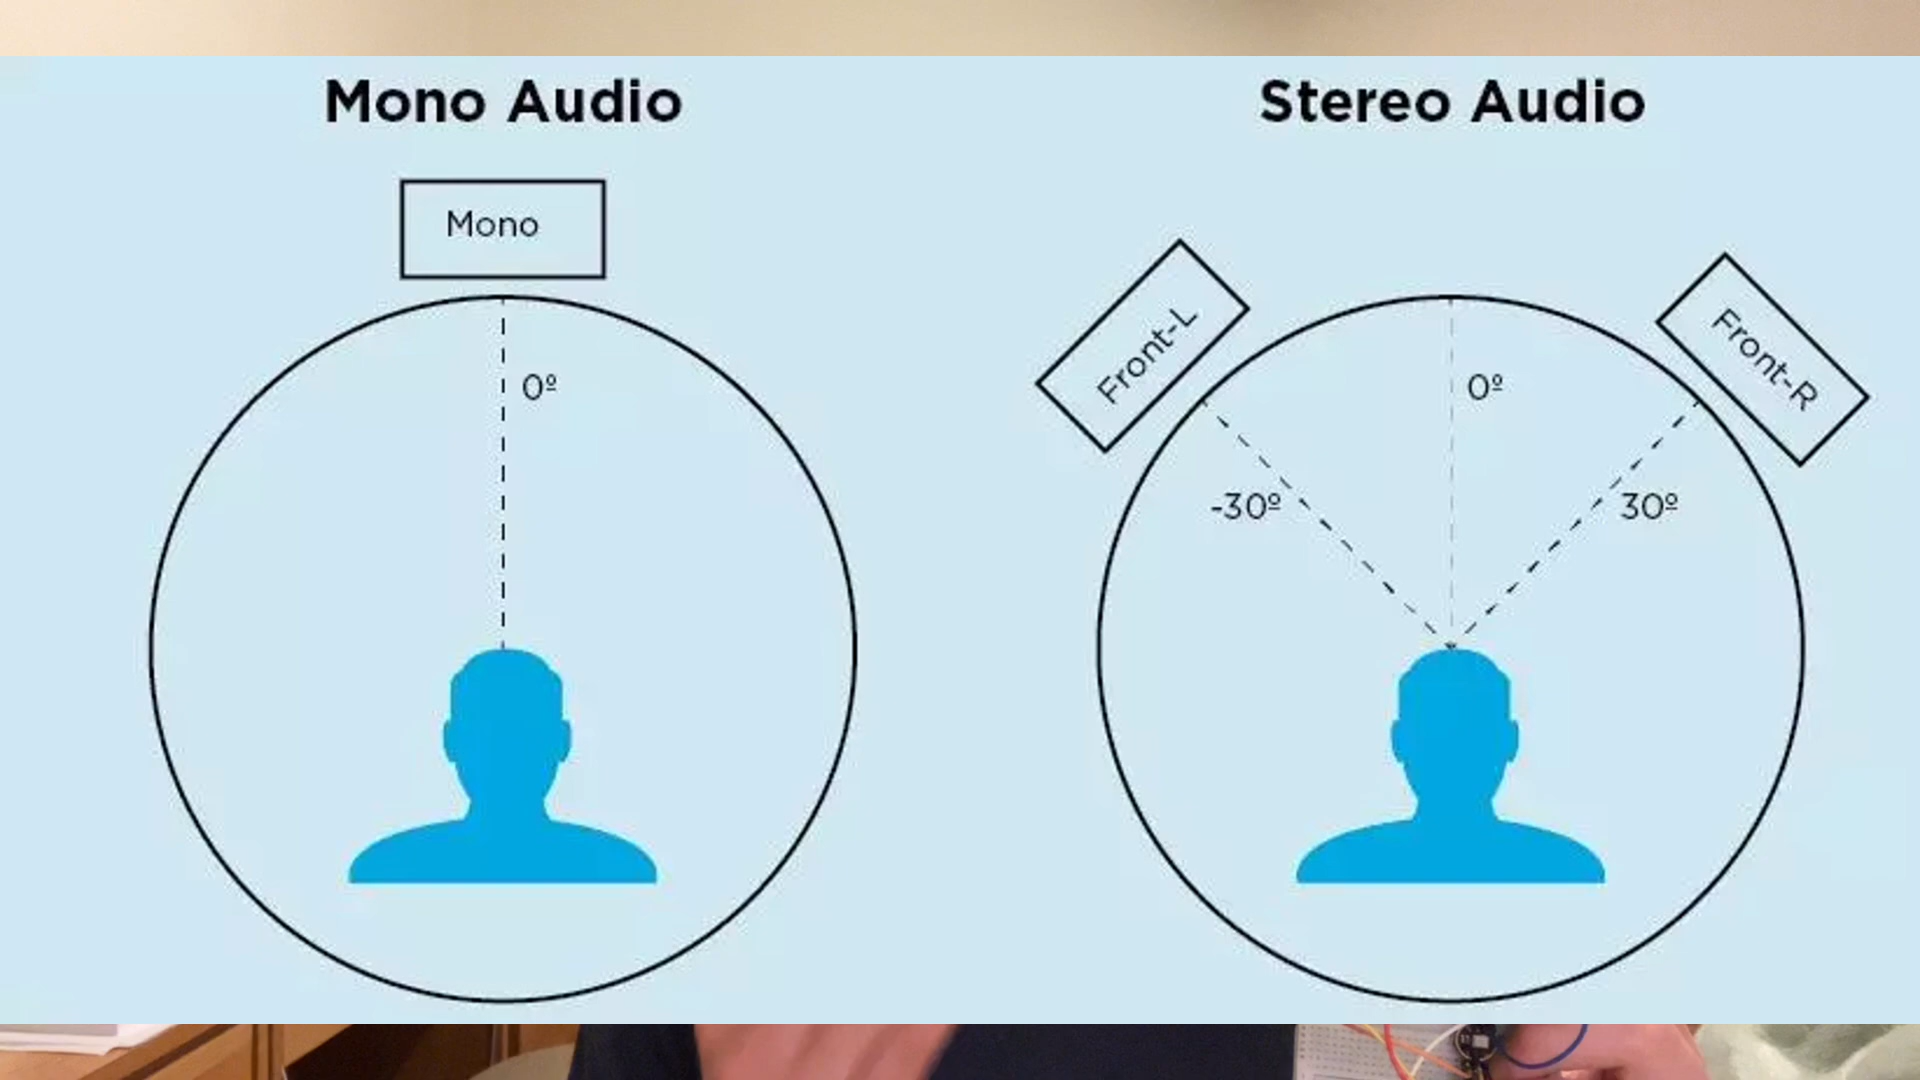 Mono Audio
Mono
0º
Stereo Audio
Front-L
Front-R
0º
-30º
30º